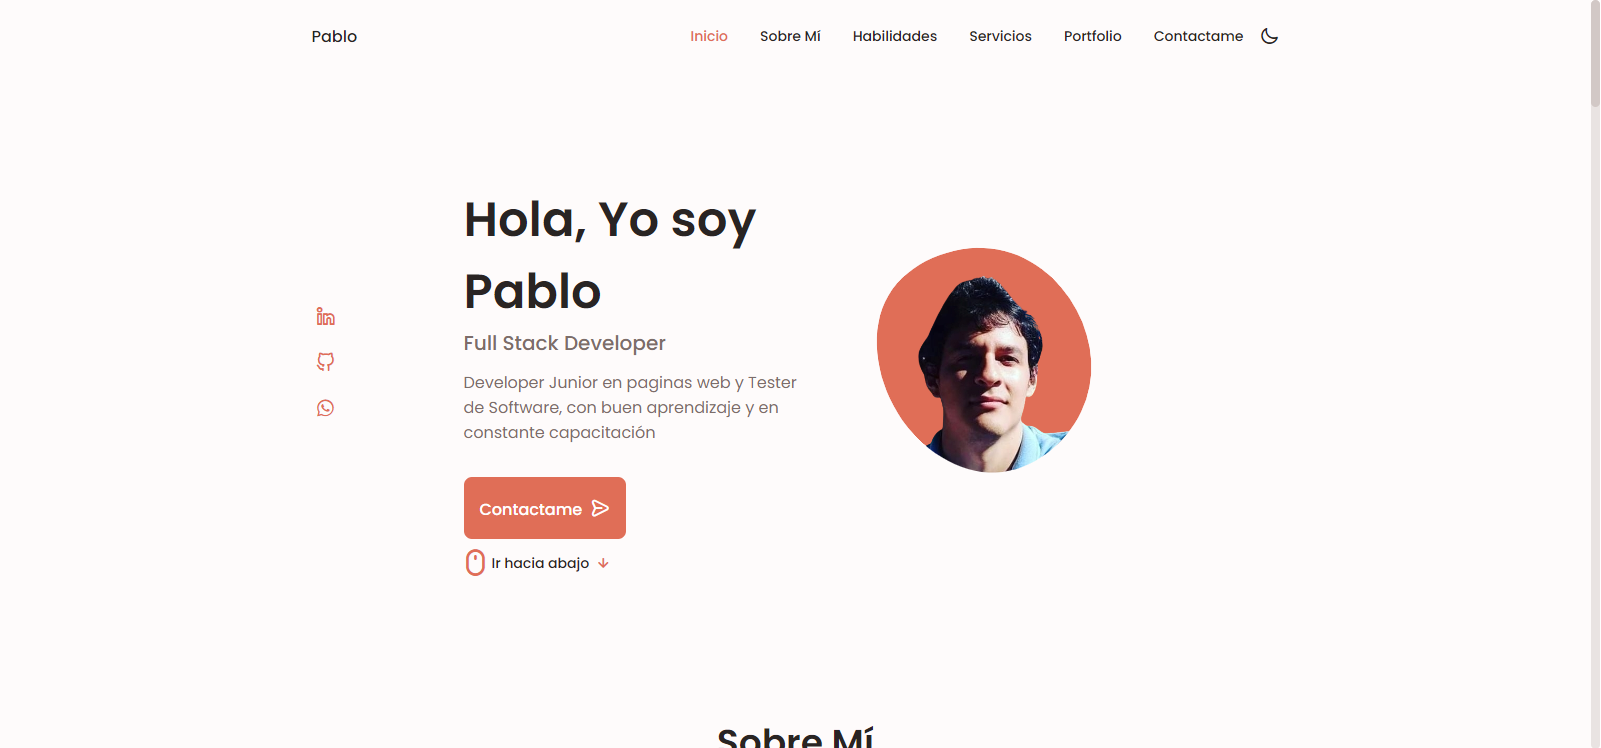 Pablo
Inicio
Sobre Mí
Habilidades
Servicios
Portfolio
Contactame
Hola, Yo soy
Pablo
Full Stack Developer
Developer Junior en paginas web y Tester
de Software, con buen aprendizaje y en
constante capacitación
Contactame
Ir hacia abajo
Sobre Mí